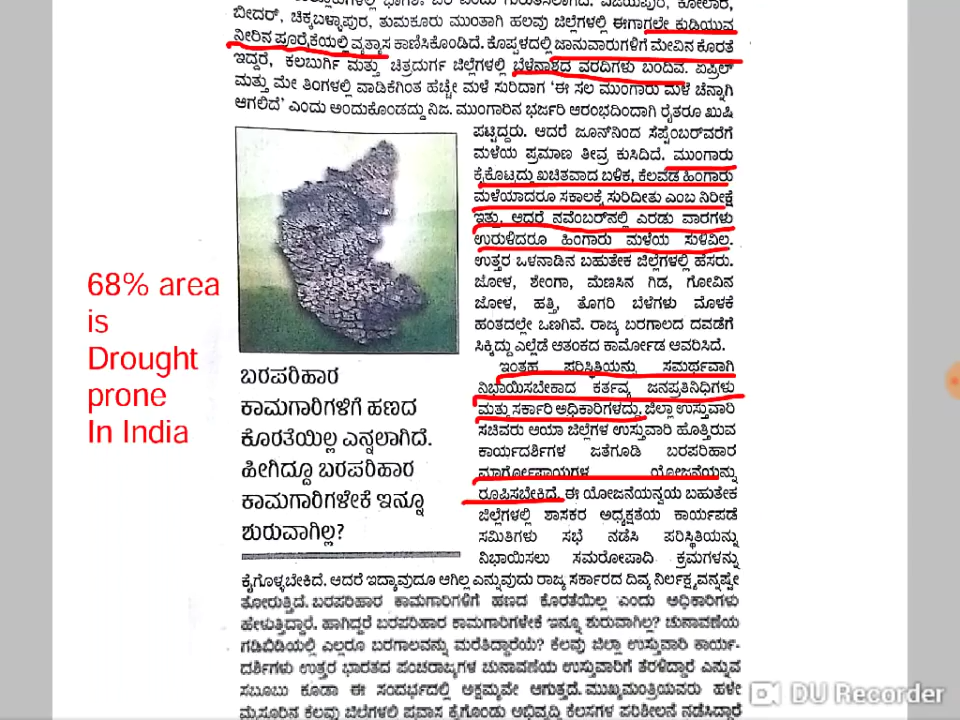 ಬೀದರ್, ಚಿಕ್ಕಬಳ್ಳಾಪುರ, ತುಮಕೂರು ಮುಂತಾಗಿ ಹಲವು ಜಿಲ್ಲೆಗಳಲ್ಲಿ ಈಗಾಗಲೇ ಕುಡಿಯುವ
ನೀರಿನ ಪೂರೈಕೆಯಲ್ಲಿ ವ್ಯತ್ಯಾಸ ಕಾಣಿಸಿಕೊಂಡಿದೆ. ಕೊಪ್ಪಳದಲ್ಲಿ ಜಾನುವಾರುಗಳಿಗೆ ಮೇವಿನ ಕೊರತೆ
ಇದ್ದರೆ, ಕಲಬುರ್ಗಿ ಮತ್ತು ಚಿತ್ರದುರ್ಗ ಜಿಲ್ಲೆಗಳಲ್ಲಿ ಬೆಳೆನಾಶದ ವರದಿಗಳು ಬಂದಿವೆ. ಏಪ್ರಿಲ್
ಮತ್ತು ಮೇ ತಿಂಗಳಲ್ಲಿ ವಾಡಿಕೆಗಿಂತ ಹೆಚ್ಚೇ ಮಳೆ ಸುರಿದಾಗ ‘ಈ ಸಲ ಮುಂಗಾರು ಮಳೆ ಚೆನ್ನಾಗಿ
ಆಗಲಿದೆ’ ಎಂದು ಅಂದುಕೊಂಡದ್ದು ನಿಜ. ಮುಂಗಾರಿನ ಭರ್ಜರಿ ಆರಂಭದಿಂದಾಗಿ ರೈತರೂ ಖುಷಿ
ಪಟ್ಟಿದ್ದರು. ಆದರೆ ಜೂನ್‌ನಿಂದ ಸೆಪ್ಟೆಂಬರ್‌ವರೆಗೆ
ಮಳೆಯ ಪ್ರಮಾಣ ತೀವ್ರ ಕುಸಿದಿದೆ. ಮುಂಗಾರು
ಕೈಕೊಟ್ಟದ್ದು ಖಚಿತವಾದ ಬಳಿಕ, ಕೆಲವಡೆ ಹಿಂಗಾರು
ಮಳೆಯಾದರೂ ಸಕಾಲಕ್ಕೆ ಸುರಿದೀತು ಎಂಬ ನಿರೀಕ್ಷೆ
ಇತ್ತು. ಆದರೆ ನವೆಂಬರ್‌ನಲ್ಲಿ ಎರಡು ವಾರಗಳು
ಉರುಳಿದರೂ ಹಿಂಗಾರು ಮಳೆಯ ಸುಳಿವಿಲ್ಲ.
ಉತ್ತರ ಒಳನಾಡಿನ ಬಹುತೇಕ ಜಿಲ್ಲೆಗಳಲ್ಲಿ ಹೆಸರು.
ಜೋಳ, ಶೇಂಗಾ, ಮೆಣಸಿನ ಗಿಡ, ಗೋವಿನ
ಜೋಳ, ಹತ್ತಿ, ತೊಗರಿ ಬೆಳೆಗಳು ಮೊಳಕೆ
ಹಂತದಲ್ಲೇ ಒಣಗಿವೆ. ರಾಜ್ಯ ಬರಗಾಲದ ದವಡೆಗೆ
ಸಿಕ್ಕಿದ್ದು ಎಲ್ಲೆಡೆ ಆತಂಕದ ಕಾರ್ಮೋಡ ಆವರಿಸಿದೆ.
ಇಂತಹ ಪರಿಸ್ಥಿತಿಯನ್ನು ಸಮರ್ಥವಾಗಿ
ನಿಭಾಯಿಸಬೇಕಾದ ಕರ್ತವ್ಯ ಜನಪ್ರತಿನಿಧಿಗಳು
ಮತ್ತು ಸರ್ಕಾರಿ ಅಧಿಕಾರಿಗಳದ್ದು. ಜಿಲ್ಲಾ ಉಸ್ತುವಾರಿ
ಸಚಿವರು ಆಯಾ ಜಿಲ್ಲೆಗಳ ಉಸ್ತುವಾರಿ ಹೊತ್ತಿರುವ
ಕಾರ್ಯದರ್ಶಿಗಳ ಜತೆಗೂಡಿ ಬರಪರಿಹಾರ
ಮಾರ್ಗೋಪಾಯಗಳ ಯೋಜನೆಯನ್ನು
ರೂಪಿಸಬೇಕಿದೆ. ಈ ಯೋಜನೆಯನ್ವಯ ಬಹುತೇಕ
ಜಿಲ್ಲೆಗಳಲ್ಲಿ ಶಾಸಕರ ಅಧ್ಯಕ್ಷತೆಯ ಕಾರ್ಯಪಡೆ
ಸಮಿತಿಗಳು ಸಭೆ ನಡೆಸಿ ಪರಿಸ್ಥಿತಿಯನ್ನು
ನಿಭಾಯಿಸಲು ಸಮರೋಪಾದಿ ಕ್ರಮಗಳನ್ನು
68% area
is
Drought
prone
In India
ಬರಪರಿಹಾರ
ಕಾಮಗಾರಿಗಳಿಗೆ ಹಣದ
ಕೊರತೆಯಿಲ್ಲ ಎನ್ನಲಾಗಿದೆ.
ಹೀಗಿದ್ದೂ ಬರಪರಿಹಾರ
ಕಾಮಗಾರಿಗಳೇಕೆ ಇನ್ನೂ
ಶುರುವಾಗಿಲ್ಲ?
ಕೈಗೊಳ್ಳಬೇಕಿದೆ. ಆದರೆ ಇದ್ಯಾವುದೂ ಆಗಿಲ್ಲ ಎನ್ನುವುದು ರಾಜ್ಯ ಸರ್ಕಾರದ ದಿವ್ಯ ನಿರ್ಲಕ್ಷ್ಯವನ್ನಷ್ಟೇ
ತೋರುತ್ತಿದೆ. ಬರಪರಿಹಾರ ಕಾಮಗಾರಿಗಳಿಗೆ ಹಣದ ಕೊರತೆಯಿಲ್ಲ ಎಂದು ಅಧಿಕಾರಿಗಳು
ಹೇಳುತ್ತಿದ್ದಾರೆ. ಹಾಗಿದ್ದರೆ ಬರಪರಿಹಾರ ಕಾಮಗಾರಿಗಳೇಕೆ ಇನ್ನೂ ಶುರುವಾಗಿಲ್ಲ? ಚುನಾವಣೆಯ
ಗಡಿಬಿಡಿಯಲ್ಲಿ ಎಲ್ಲರೂ ಬರಗಾಲವನ್ನು ಮರೆತಿದ್ದಾರೆಯೆ? ಕೆಲವು ಜಿಲ್ಲಾ ಉಸ್ತುವಾರಿ ಕಾರ್ಯ-
ದರ್ಶಿಗಳು ಉತ್ತರ ಭಾರತದ ಪಂಚರಾಜ್ಯಗಳ ಚುನಾವಣೆಯ ಉಸ್ತುವಾರಿಗೆ ತೆರಳಿದ್ದಾರೆ ಎನ್ನುವ
ಸಬೂಬು ಕೂಡಾ ಈ ಸಂದರ್ಭದಲ್ಲಿ ಅಕ್ಷಮ್ಯವೇ ಆಗುತ್ತದೆ. ಮುಖ್ಯಮಂತ್ರಿಯವರು ಹಳೇ
ಮೈಸೂರಿನ ಕೆಲವು ಜಿಲ್ಲೆಗಳಲ್ಲಿ ಪ್ರವಾಸ ಕೈಗೊಂಡು ಅಭಿವೃದ್ಧಿ ಕೆಲಸಗಳ ಪರಿಶೀಲನೆ ನಡೆಸಿದ್ದಾರೆ
DU Recorder